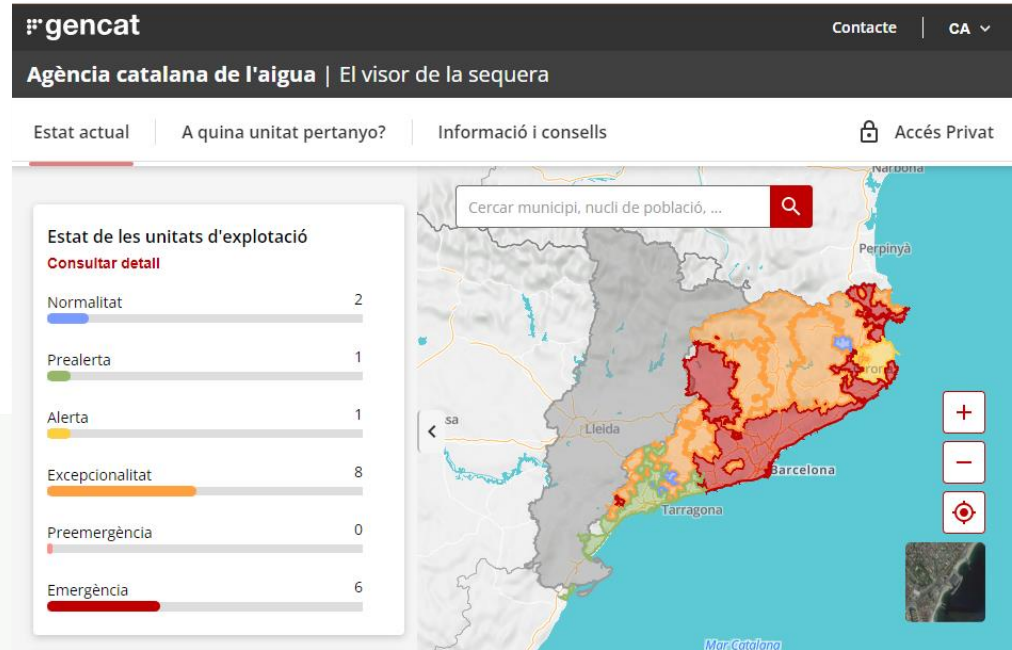 gencat
Contacte
CA
Agència catalana de l'aigua | El visor de la sequera
Estat actual
A quina unitat pertanyo?
Informació i consells
Accés Privat
Estat de les unitats d'explotació
Consultar detall
Normalitat 2
Prealerta 1
Alerta 1
Excepcionalitat 8
Preemergència 0
Emergència 6
Cercar municipi, nucli de població, ...
Narbona
Perpinyà
Lleida
Barcelona
Tarragona
Mar Catalana
+
−